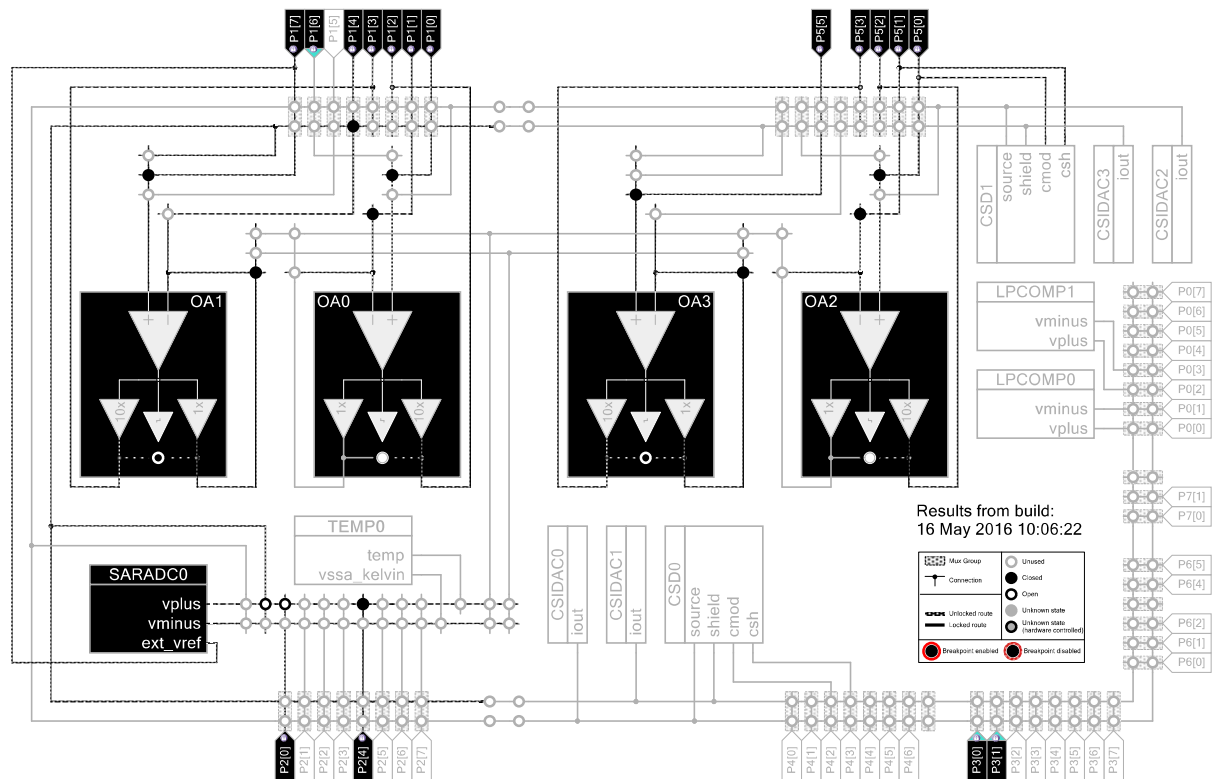 P1[7]
P1[6]
P1[5]
P1[4]
P1[3]
P1[2]
P1[1]
P1[0]
P5[5]
P5[3]
P5[2]
P5[1]
P5[0]
CSD1
source
shield
cmod
csh
CSIDAC3
iout
CSIDAC2
iout
OA1
OA0
OA3
OA2
+
−
−
+
+
−
−
+
10x
1x
1x
10x
10x
1x
1x
10x
LPCOMP1
vminus
vplus
LPCOMP0
vminus
vplus
P0[7]
P0[6]
P0[5]
P0[4]
P0[3]
P0[2]
P0[1]
P0[0]
P7[1]
P7[0]
P6[5]
P6[4]
P6[2]
P6[1]
P6[0]
Results from build:
16 May 2016 10:06:22
Mux Group
Connection
Unlocked route
Locked route
Unused
Closed
Open
Unknown state
Unknown state
(hardware controlled)
Breakpoint enabled
Breakpoint disabled
TEMP0
temp
vssa_kelvin
SARADC0
vplus
vminus
ext_vref
CSIDAC0
iout
CSIDAC1
iout
CSD0
source
shield
cmod
csh
P2[0]
P2[1]
P2[2]
P2[3]
P2[4]
P2[5]
P2[6]
P2[7]
P4[0]
P4[1]
P4[2]
P4[3]
P4[4]
P4[5]
P4[6]
P3[0]
P3[1]
P3[2]
P3[3]
P3[4]
P3[5]
P3[6]
P3[7]